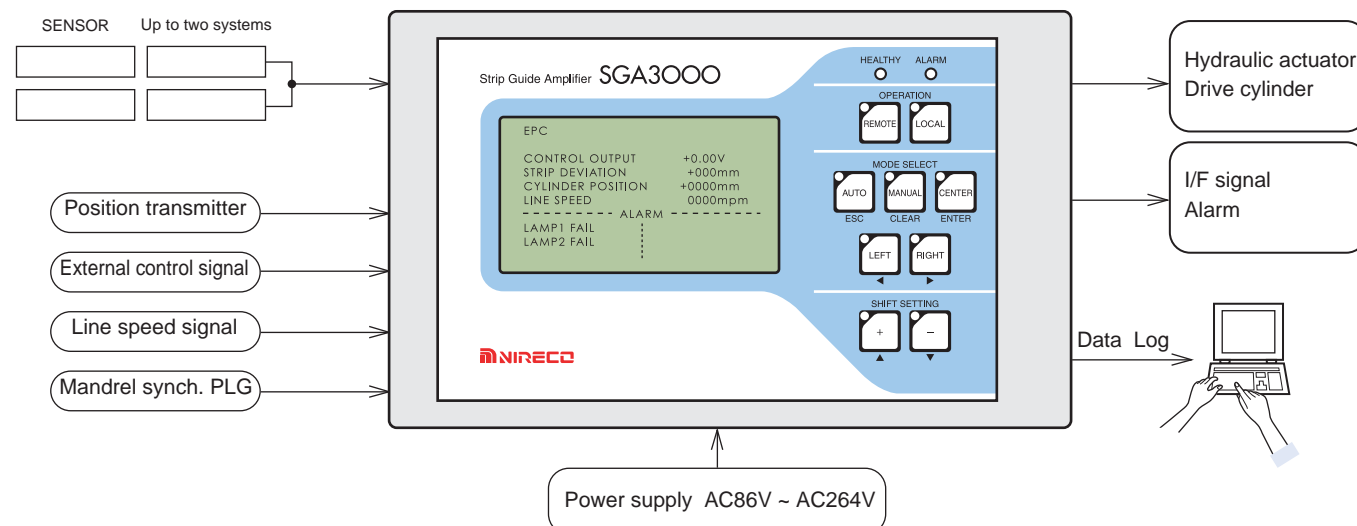 SENSOR Up to two systems
Position transmitter
External control signal
Line speed signal
Mandrel synch. PLG
Strip Guide Amplifier SGA3000
EPC
CONTROL OUTPUT +0.00V
STRIP DEVIATION +000mm
CYLINDER POSITION +0000mm
LINE SPEED 0000mpm
ALARM
LAMP1 FAIL
LAMP2 FAIL
NIRECO
HEALTHY ALARM
OPERATION
REMOTE LOCAL
MODE SELECT
AUTO MANUAL CENTER
ESC CLEAR ENTER
LEFT RIGHT
◀ ▶
SHIFT SETTING
+ −
▲ ▼
Hydraulic actuator
Drive cylinder
I/F signal
Alarm
Data Log
Power supply AC86V ~ AC264V